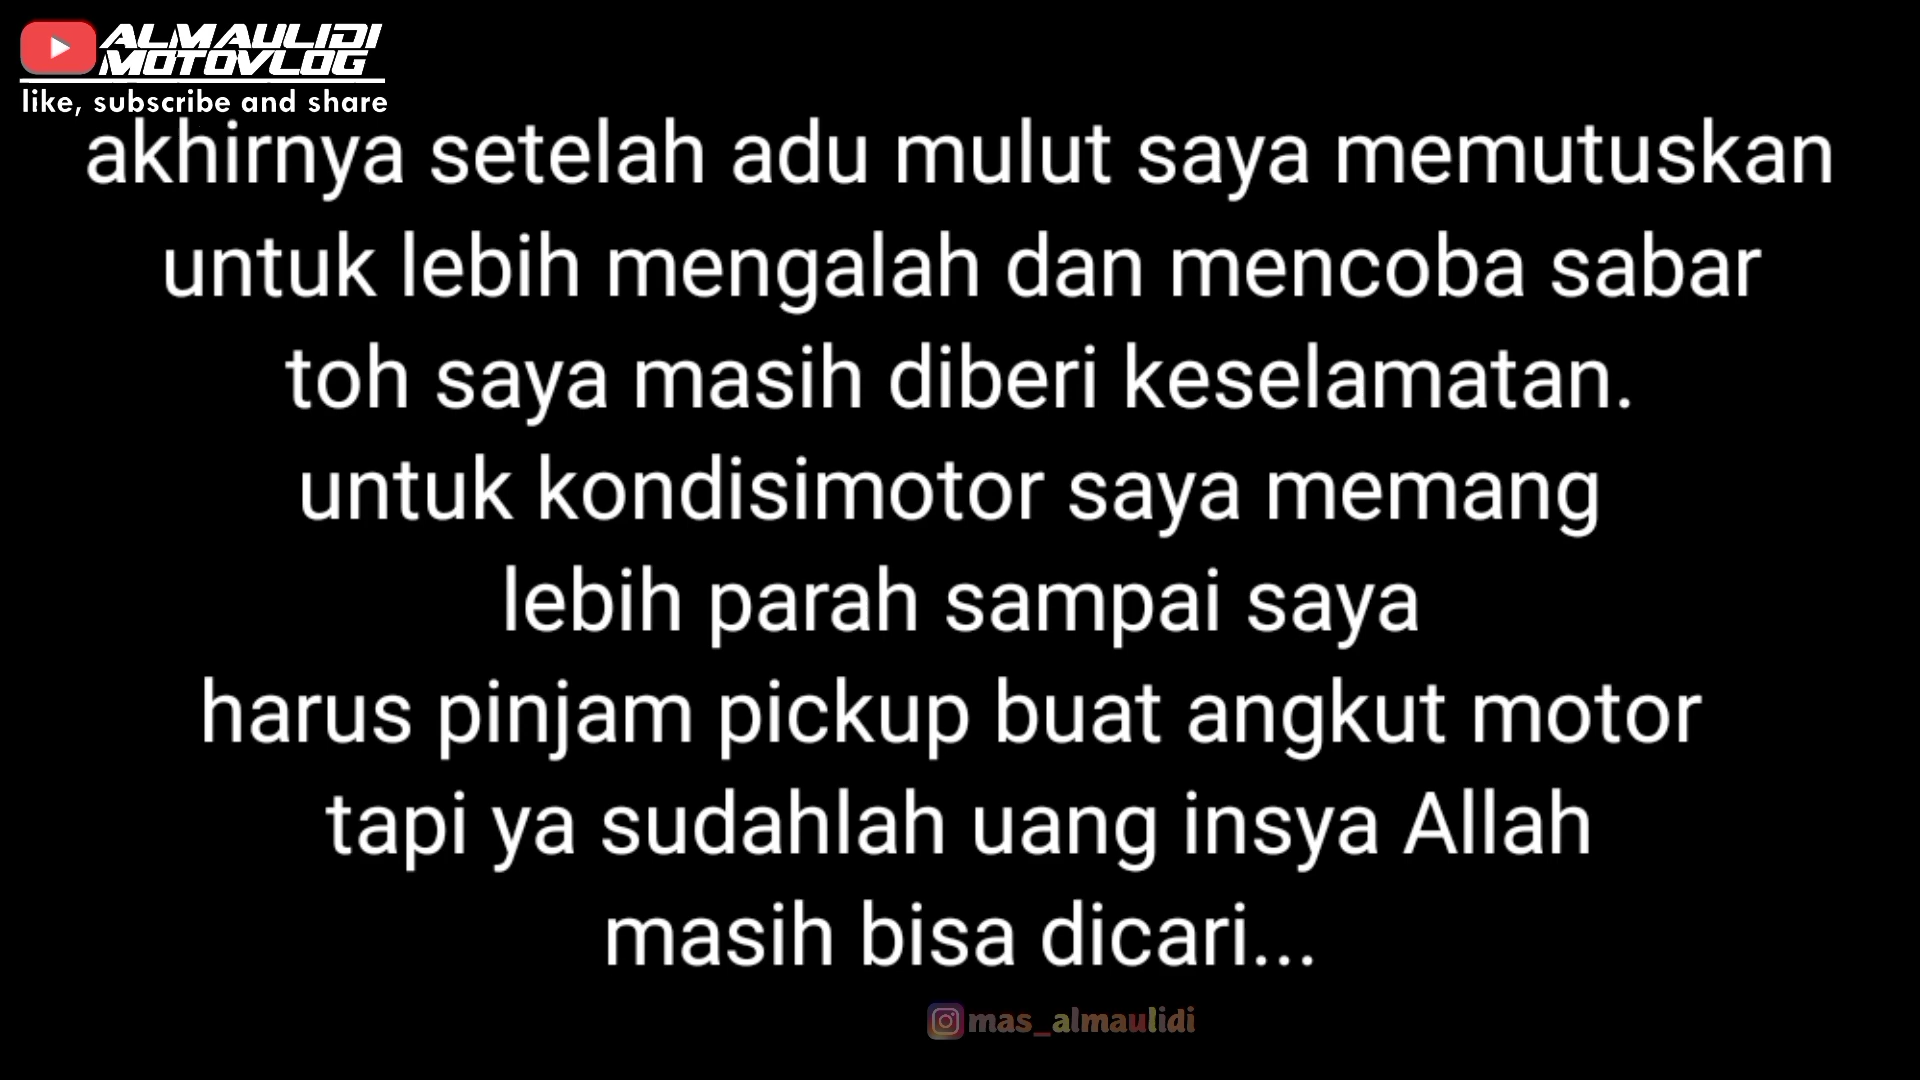 ALMAULIDI
MOTOVLOG
like, subscribe and share
akhirnya setelah adu mulut saya memutuskan
untuk lebih mengalah dan mencoba sabar
toh saya masih diberi keselamatan.
untuk kondisimotor saya memang
lebih parah sampai saya
harus pinjam pickup buat angkut motor
tapi ya sudahlah uang insya Allah
masih bisa dicari...
mas_almaulidi